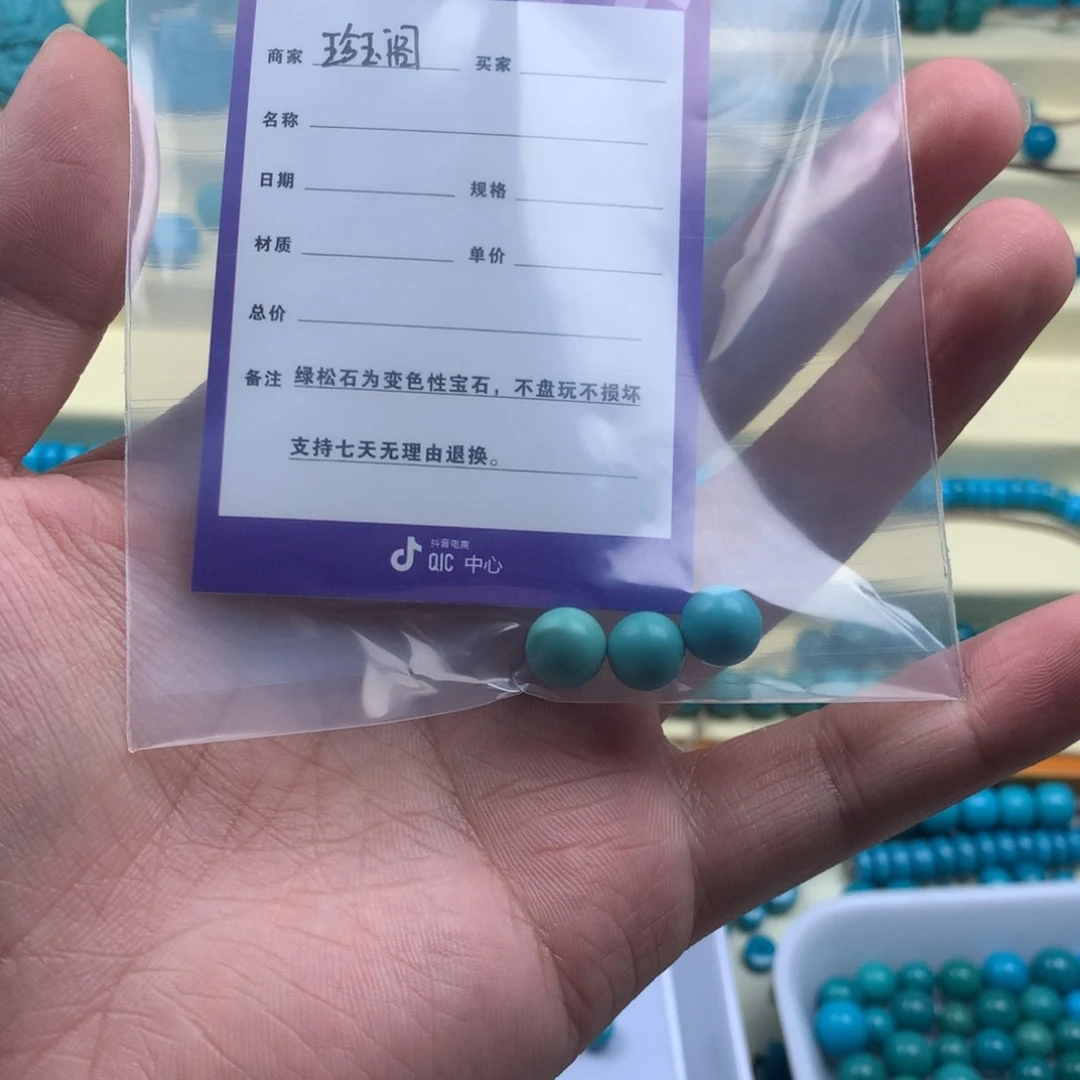 商家 珍玉阁 买家
名称
日期 规格
材质 单价
总价
备注 绿松石为变色性宝石，不盘玩不损坏
支持七天无理由退换。
抖音电商
QIC 中心